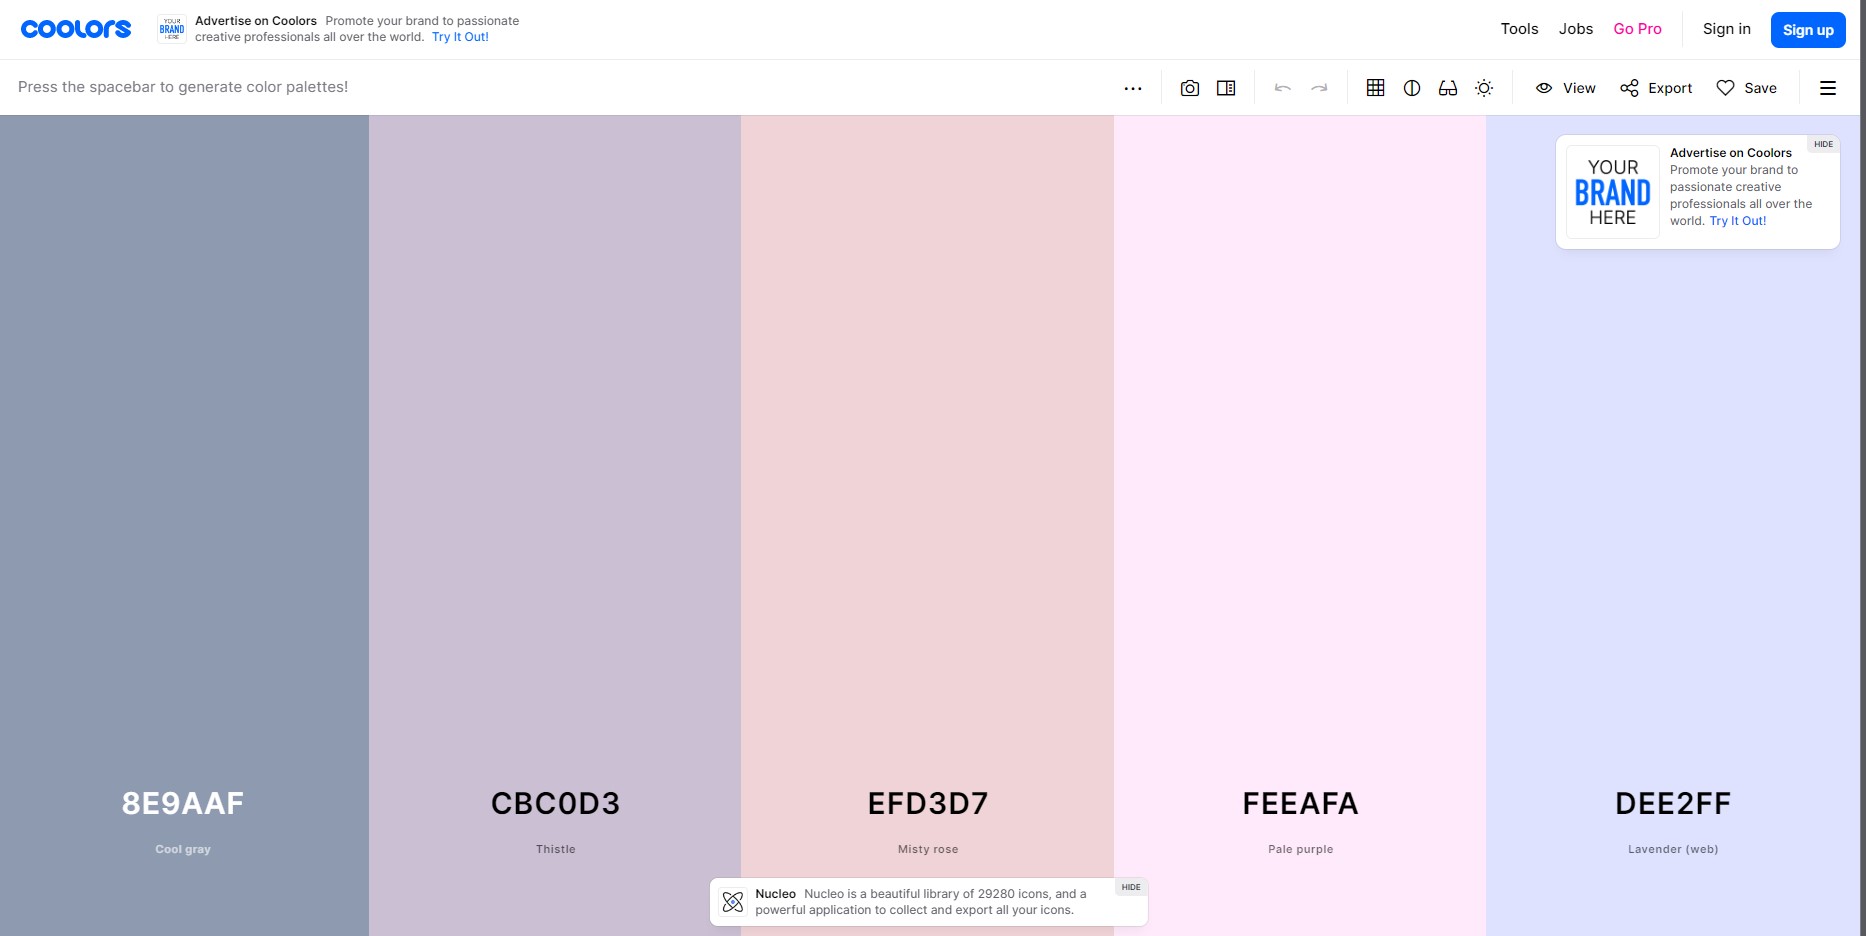 coolors
YOUR
BRAND
HERE
Advertise on Coolors Promote your brand to passionate
creative professionals all over the world. Try It Out!
Tools Jobs Go Pro Sign in Sign up
Press the spacebar to generate color palettes!
View Export Save
HIDE
YOUR
BRAND
HERE
Advertise on Coolors
Promote your brand to
passionate creative
professionals all over the
world. Try It Out!
8E9AAF CBC0D3 EFD3D7 FEEAFA DEE2FF
Cool gray Thistle Misty rose Pale purple Lavender (web)
HIDE
Nucleo Nucleo is a beautiful library of 29280 icons, and a
powerful application to collect and export all your icons.